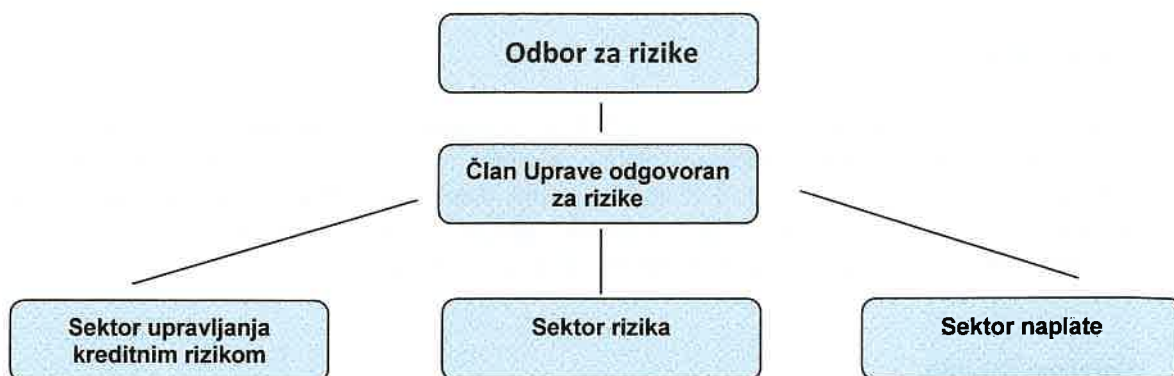 Odbor za rizike
Član Uprave odgovoran
za rizike
Sektor upravljanja
kreditnim rizikom
Sektor rizika
Sektor naplate